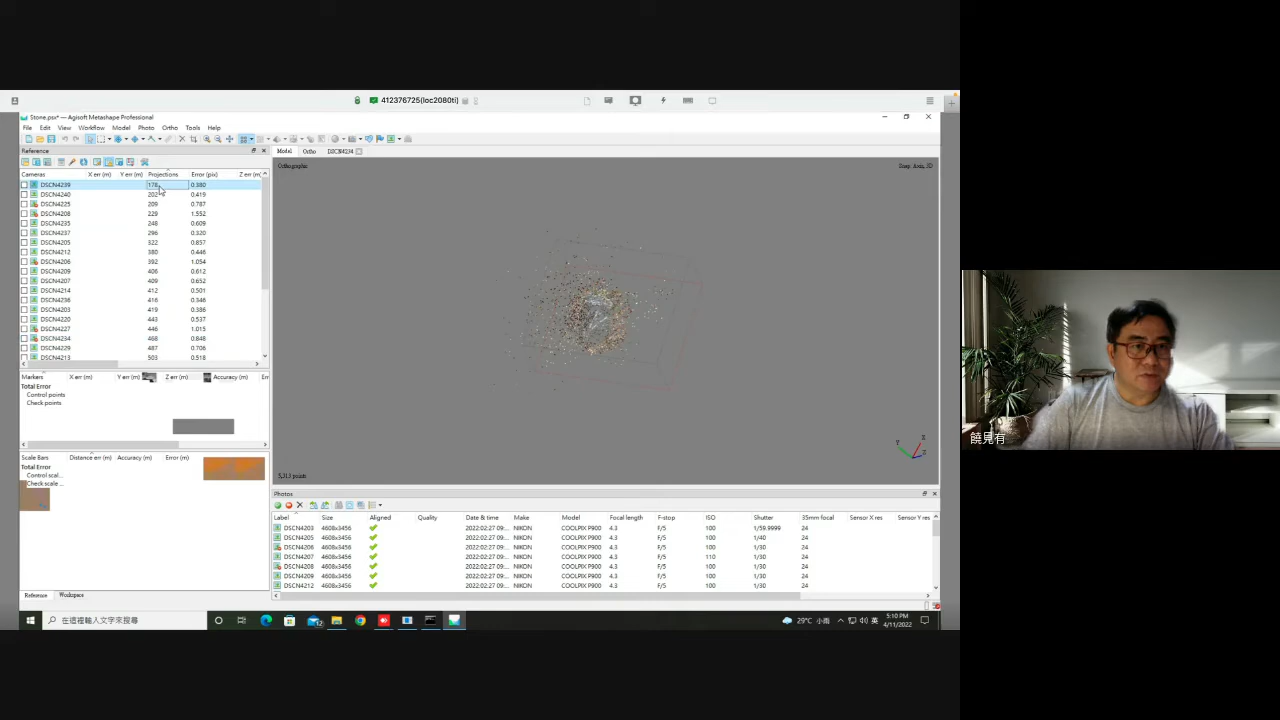 412376725(loc2080ti)
Stone.psx* — Agisoft Metashape Professional
File Edit View Workflow Model Photo Ortho Tools Help
Reference
Cameras X err (m) Y err (m) Projections Error (pix) Z err (m)
DSCN4239 178 0.380
DSCN4240 202 0.419
DSCN4225 209 0.787
DSCN4208 229 1.552
DSCN4235 248 0.609
DSCN4237 296 0.320
DSCN4205 322 0.857
DSCN4212 380 0.446
DSCN4206 392 1.054
DSCN4209 406 0.612
DSCN4207 409 0.652
DSCN4214 412 0.501
DSCN4236 416 0.346
DSCN4203 419 0.386
DSCN4220 443 0.537
DSCN4227 446 1.015
DSCN4234 468 0.848
DSCN4229 487 0.706
DSCN4213 503 0.518
Markers X err (m) Y err (m) Z err (m) Accuracy (m) Err
Total Error
Control points
Check points
Scale Bars Distance err (m) Accuracy (m) Error (m)
Total Error
Control scal...
Check scale ...
Reference Workspace
Model Ortho DSCN4234
Orthographic
Snap: Axis, 3D
5,313 points
Photos
Label Size Aligned Quality Date & time Make Model Focal length F-stop ISO Shutter 35mm focal Sensor X res Sensor Y res
DSCN4203 4608x3456 2022:02:27 09:... NIKON COOLPIX P900 4.3 F/5 100 1/59.9999 24
DSCN4205 4608x3456 2022:02:27 09:... NIKON COOLPIX P900 4.3 F/5 100 1/40 24
DSCN4206 4608x3456 2022:02:27 09:... NIKON COOLPIX P900 4.3 F/5 100 1/30 24
DSCN4207 4608x3456 2022:02:27 09:... NIKON COOLPIX P900 4.3 F/5 110 1/30 24
DSCN4208 4608x3456 2022:02:27 09:... NIKON COOLPIX P900 4.3 F/5 100 1/30 24
DSCN4209 4608x3456 2022:02:27 09:... NIKON COOLPIX P900 4.3 F/5 100 1/30 24
DSCN4212 4608x3456 2022:02:27 09:... NIKON COOLPIX P900 4.3 F/5 100 1/30 24
在這裡輸入文字來搜尋
29°C 小雨
英
5:10 PM
4/11/2022
饒見有